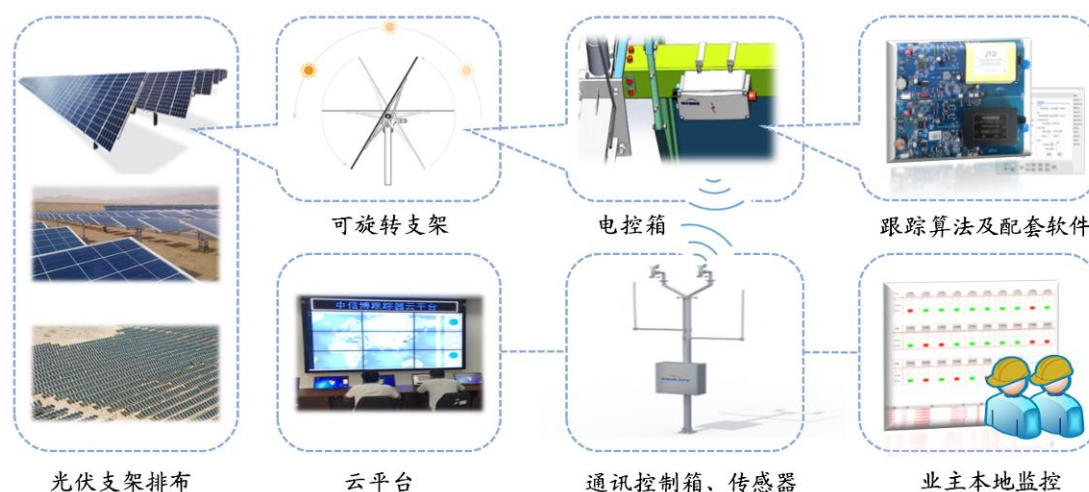 JTD
可旋转支架
电控箱
跟踪算法及配套软件
中信博跟踪器云平台
光伏支架排布
云平台
通讯控制箱、传感器
业主本地监控